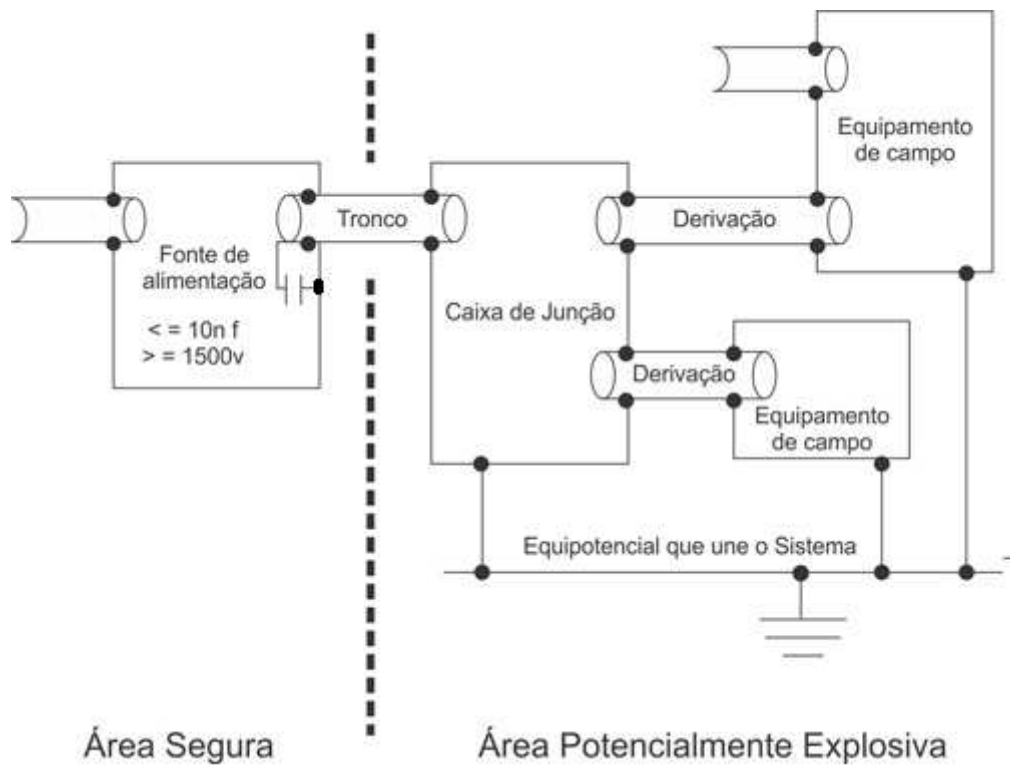 Equipamento
de campo
Tronco
Derivação
Fonte de
alimentação
< = 10n f
> = 1500v
Caixa de Junção
Derivação
Equipamento
de campo
Equipotencial que une o Sistema
Área Segura
Área Potencialmente Explosiva